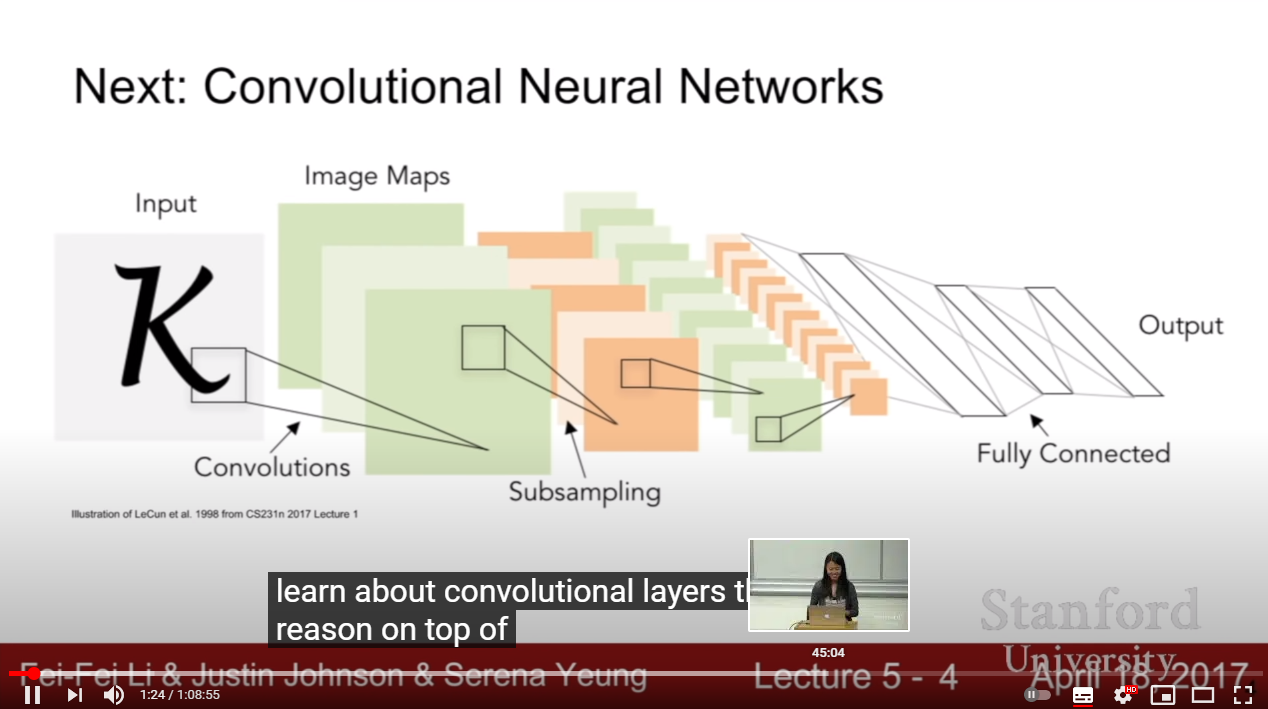 Next: Convolutional Neural Networks
Image Maps
Input
K
Output
Convolutions
Fully Connected
Subsampling
Illustration of LeCun et al. 1998 from CS231n 2017 Lecture 1
learn about convolutional layers th
reason on top of
Stanford
University
45:04
Fei-Fei Li & Justin Johnson & Serena Yeung
Lecture 5 - 4
April 18, 2017
1:24 / 1:08:55
HD